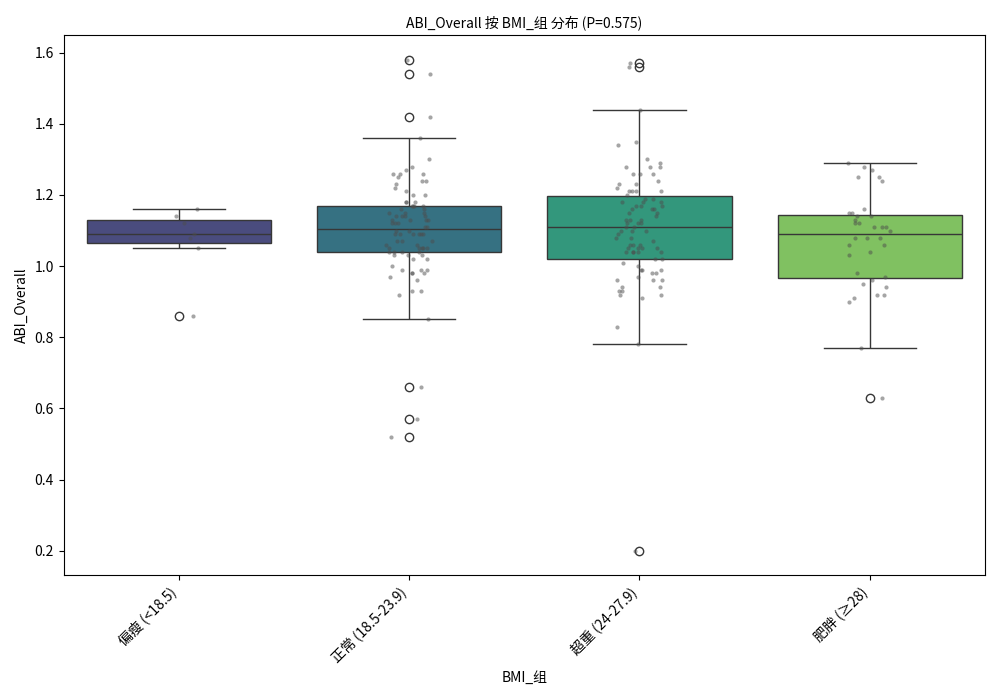 ABI_Overall 按 BMI_组 分布 (P=0.575)
ABI_Overall
1.6
1.4
1.2
1.0
0.8
0.6
0.4
0.2
偏瘦 (<18.5)
正常 (18.5-23.9)
超重 (24-27.9)
肥胖 (≥28)
BMI_组